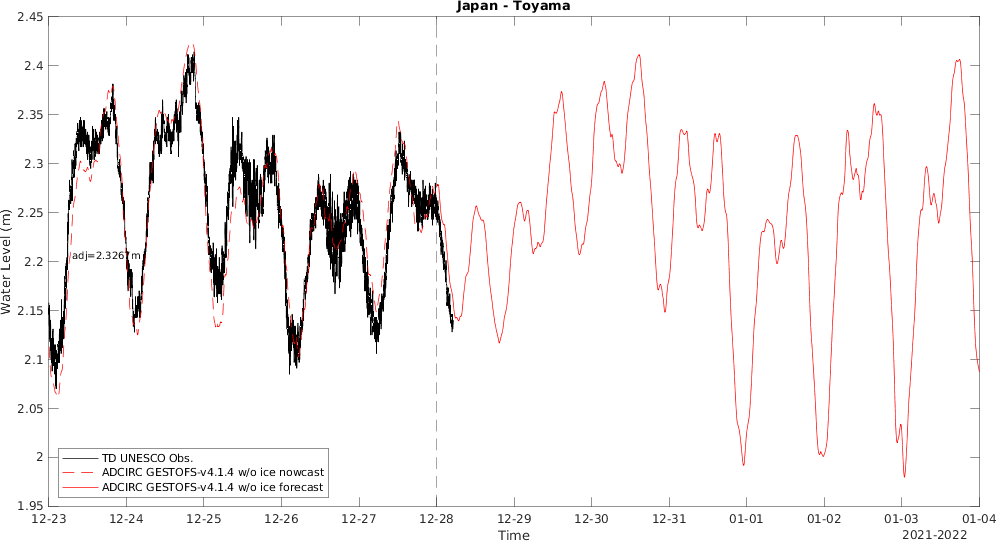 Japan - Toyama
2.45
2.4
2.35
2.3
2.25
2.2
2.15
2.1
2.05
2
1.95
Water Level (m)
adj=2.3267m
TD UNESCO Obs.
ADCIRC GESTOFS-v4.1.4 w/o ice nowcast
ADCIRC GESTOFS-v4.1.4 w/o ice forecast
12-23 12-24 12-25 12-26 12-27 12-28 12-29 12-30 12-31 01-01 01-02 01-03 01-04
Time
2021-2022